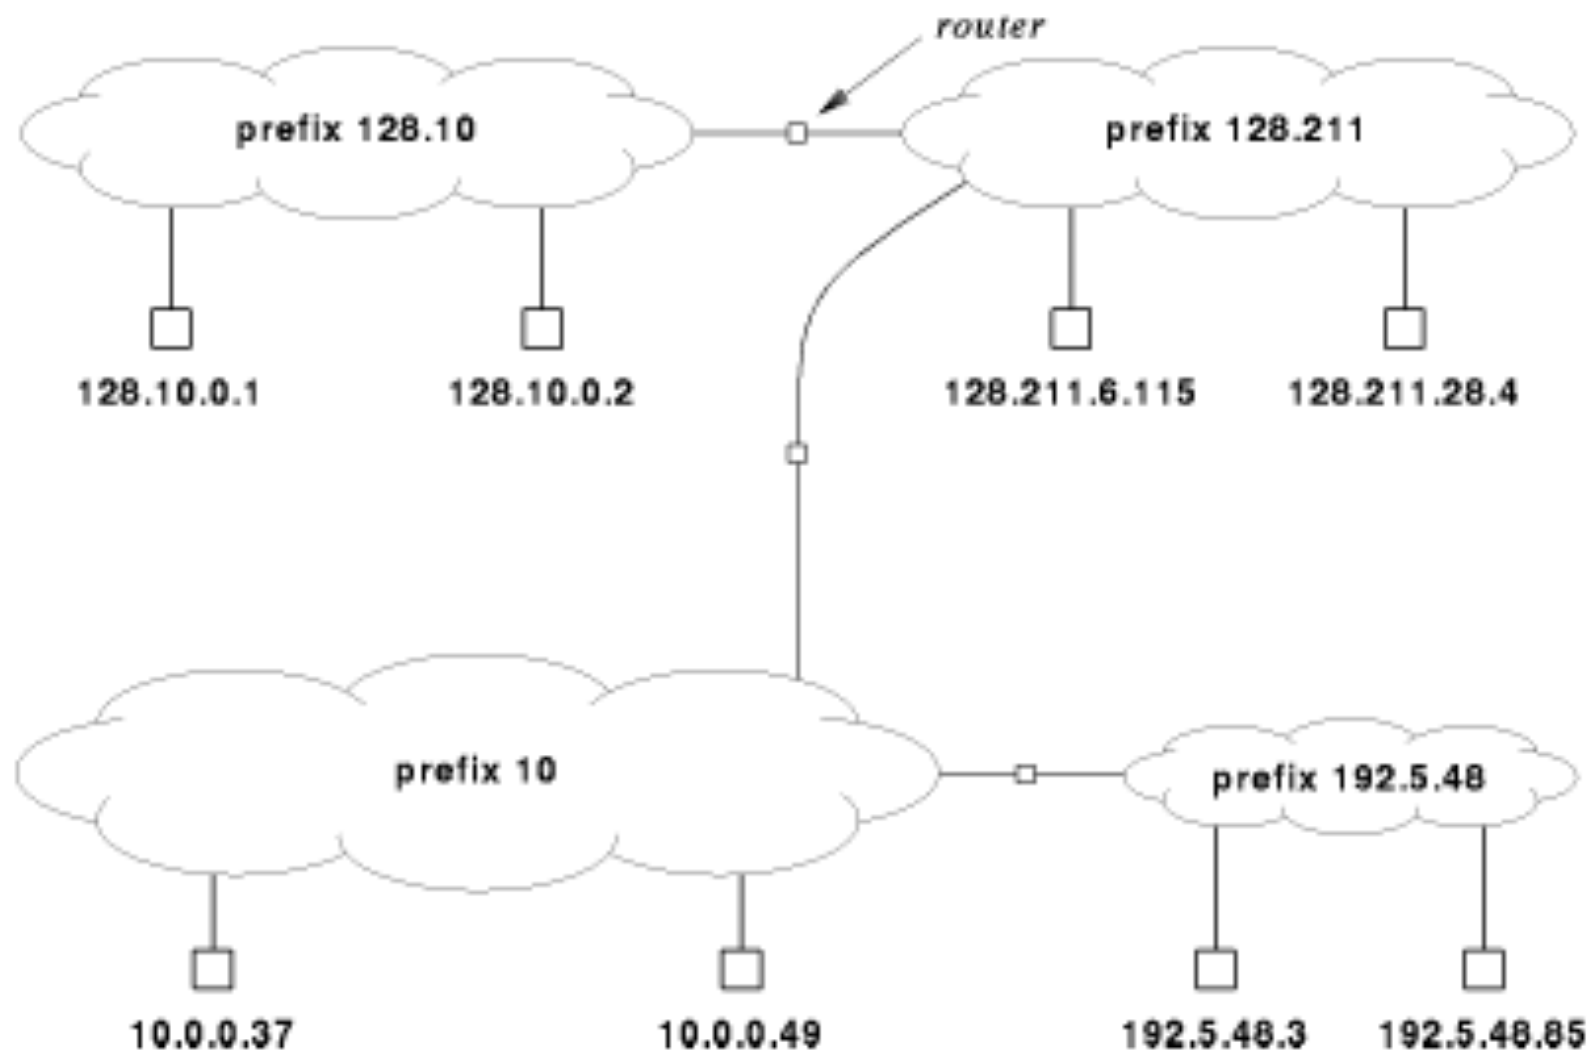 router
prefix 128.10
prefix 128.211
128.10.0.1
128.10.0.2
128.211.6.115
128.211.28.4
prefix 10
prefix 192.5.48
10.0.0.37
10.0.0.49
192.5.48.3
192.5.48.85